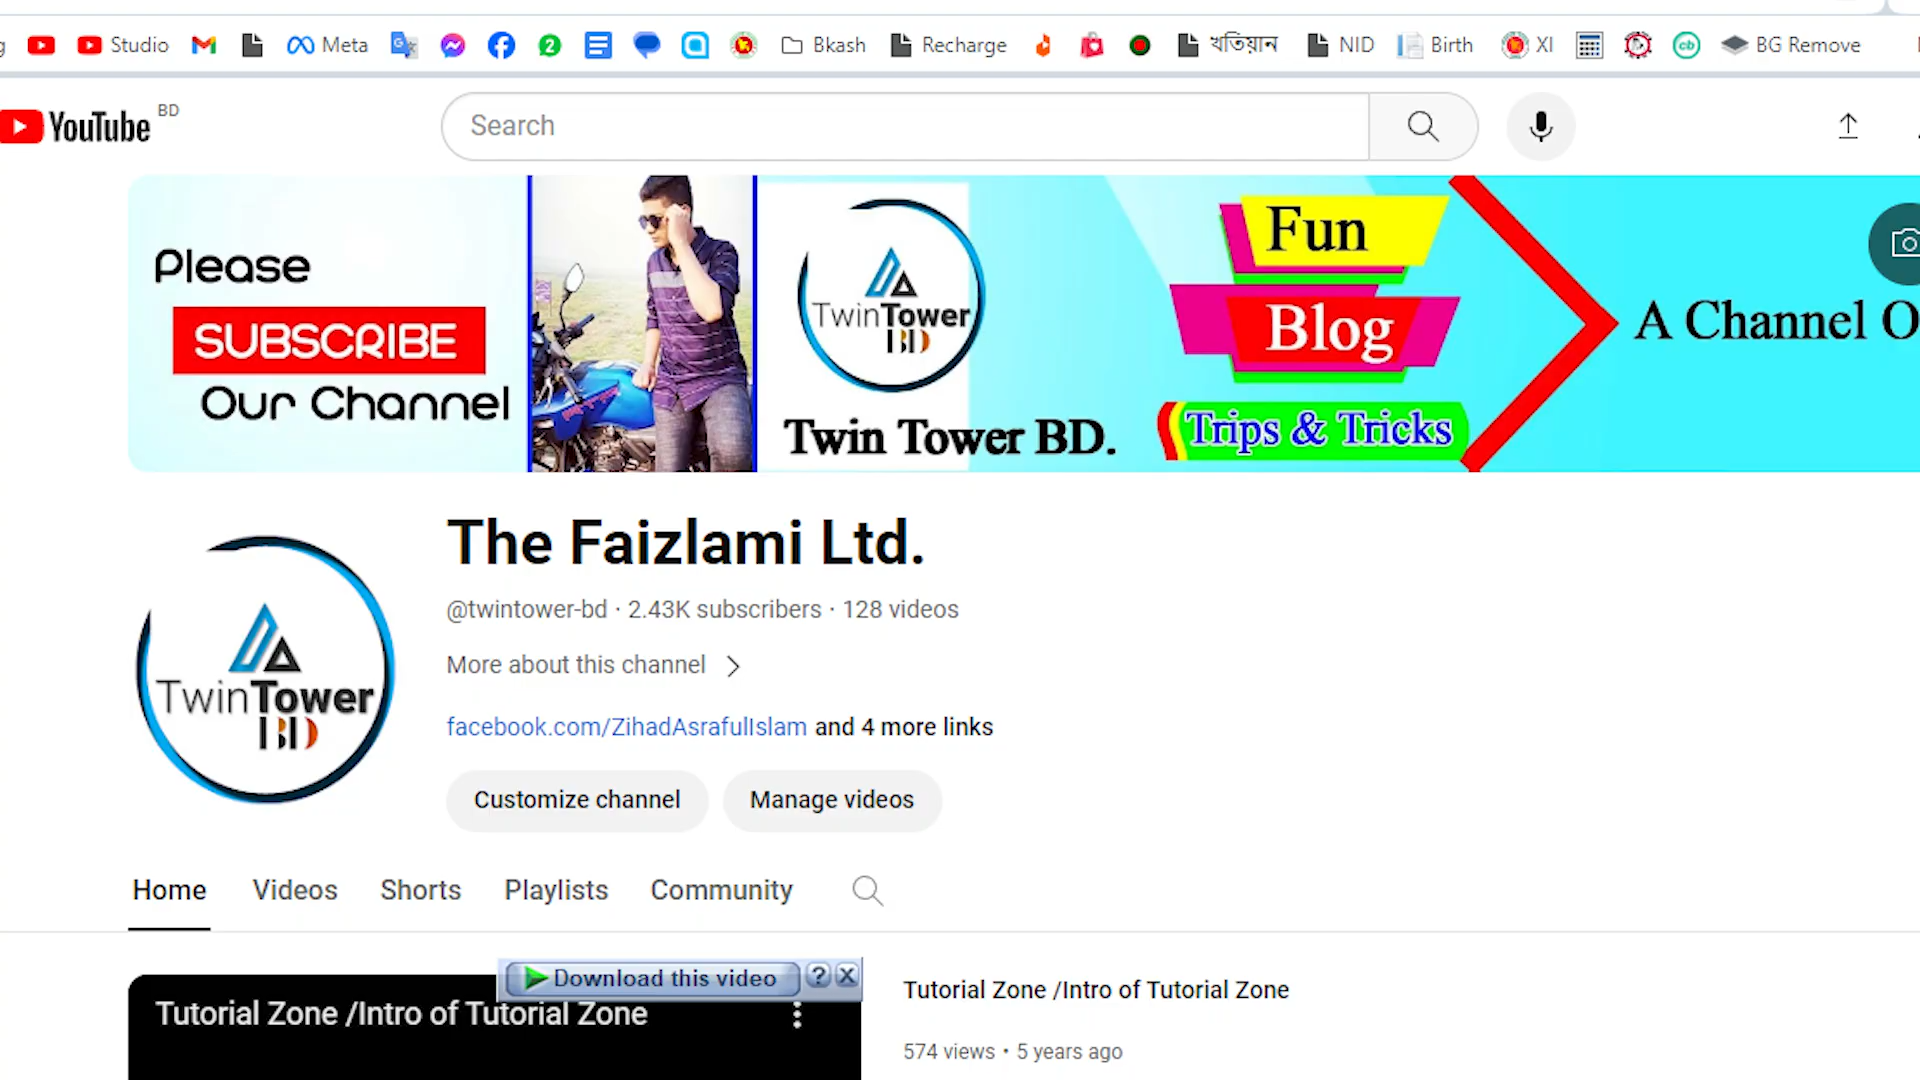 Studio
Meta
2
Bkash
Recharge
খতিয়ান
NID
Birth
XI
cb
BG Remove
YouTube BD
Search
Please
SUBSCRIBE
Our Channel
TwinTower
BD
Twin Tower BD.
Fun
Blog
Trips & Tricks
A Channel O
The Faizlami Ltd.
@twintower-bd · 2.43K subscribers · 128 videos
More about this channel
facebook.com/ZihadAsrafulIslam and 4 more links
TwinTower
BD
Customize channel
Manage videos
Home
Videos
Shorts
Playlists
Community
Download this video ? X
Tutorial Zone /Intro of Tutorial Zone
Tutorial Zone /Intro of Tutorial Zone
574 views • 5 years ago